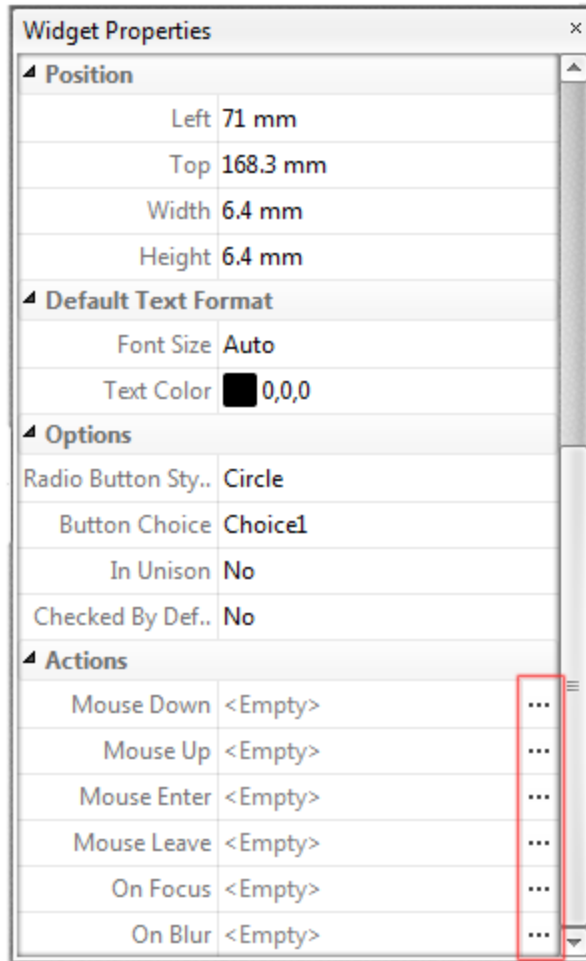 Widget Properties ×
Position
Left 71 mm
Top 168.3 mm
Width 6.4 mm
Height 6.4 mm
Default Text Format
Font Size Auto
Text Color 0,0,0
Options
Radio Button Sty.. Circle
Button Choice Choice1
In Unison No
Checked By Def.. No
Actions
Mouse Down <Empty> ...
Mouse Up <Empty> ...
Mouse Enter <Empty> ...
Mouse Leave <Empty> ...
On Focus <Empty> ...
On Blur <Empty> ...